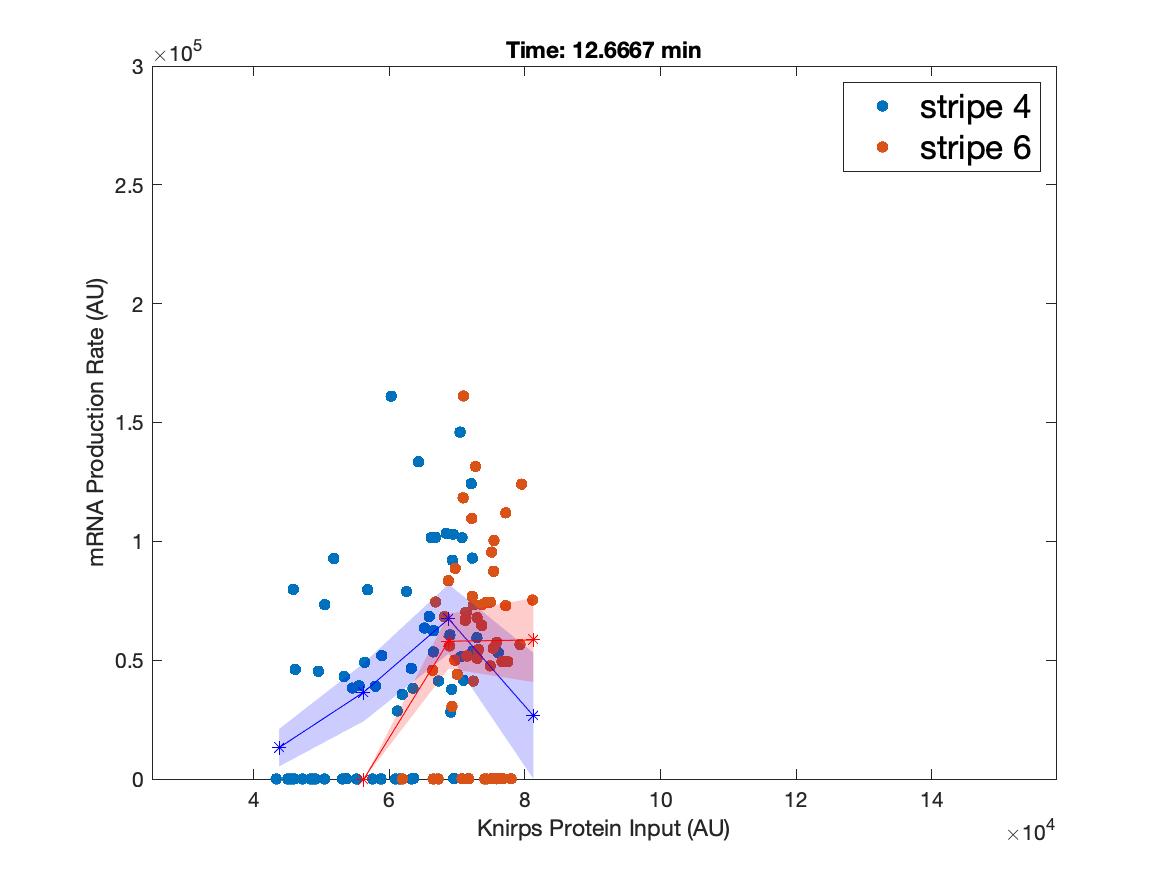 Time: 12.6667 min
×10^5
3
2.5
2
1.5
1
0.5
0
mRNA Production Rate (AU)
stripe 4
stripe 6
4 6 8 10 12 14
Knirps Protein Input (AU)
×10^4